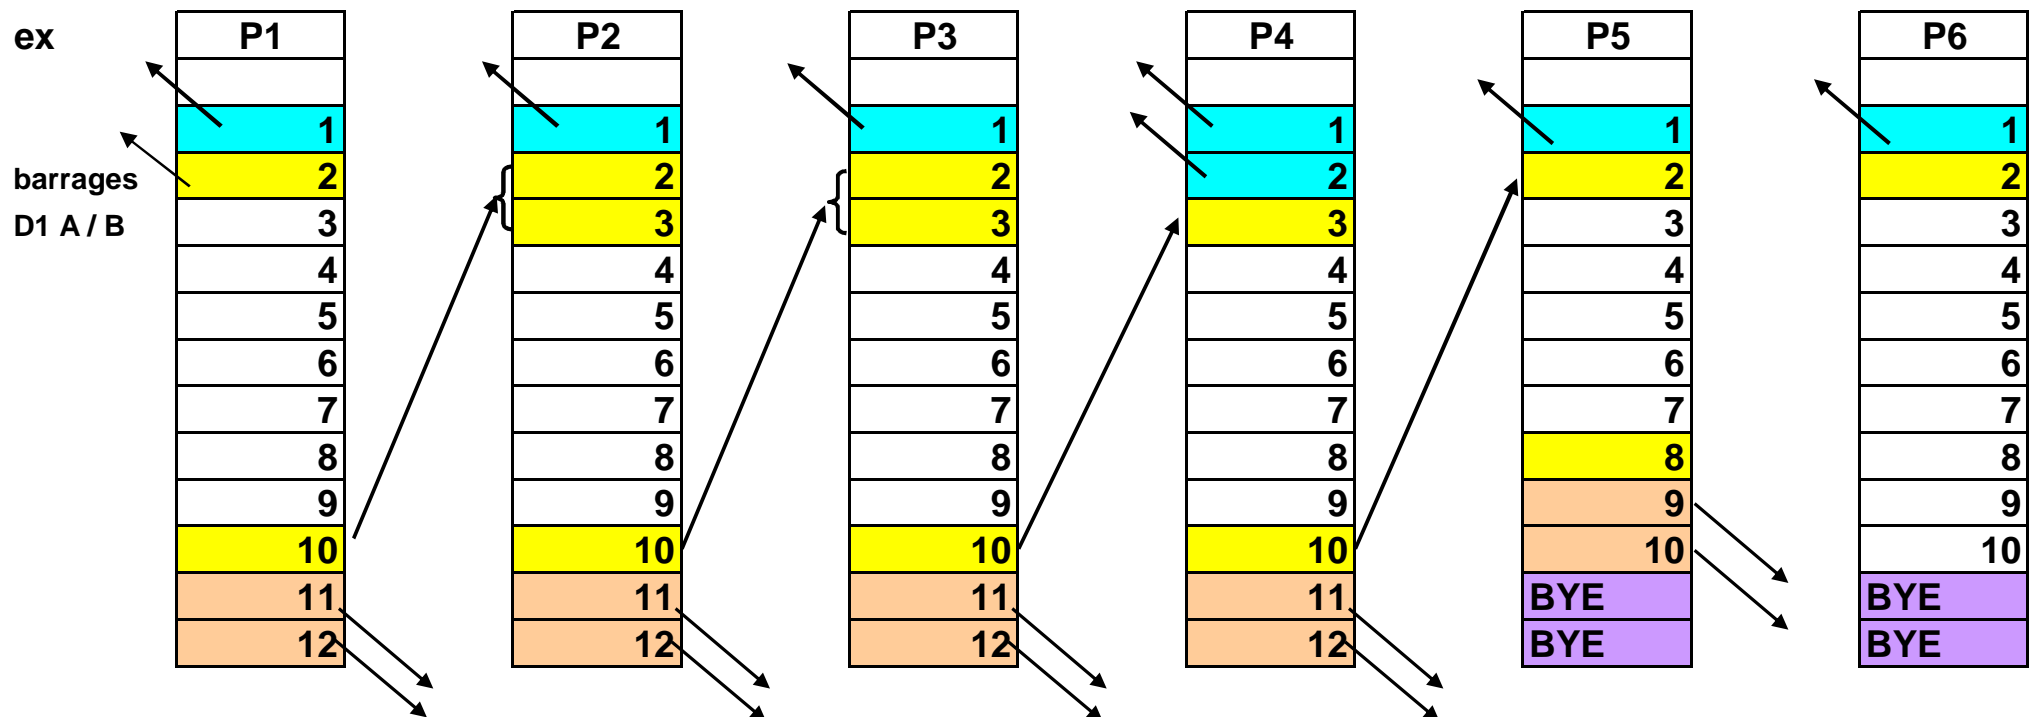 ex P1 P2 P3 P4 P5 P6
1 1 1 1 1 1
barrages 2 2 2 2 2 2
D1 A / B 3 3 3 3 3 3
4 4 4 4 4 4
5 5 5 5 5 5
6 6 6 6 6 6
7 7 7 7 7 7
8 8 8 8 8 8
9 9 9 9 9 9
10 10 10 10 10 10
11 11 11 11 BYE BYE
12 12 12 12 BYE BYE